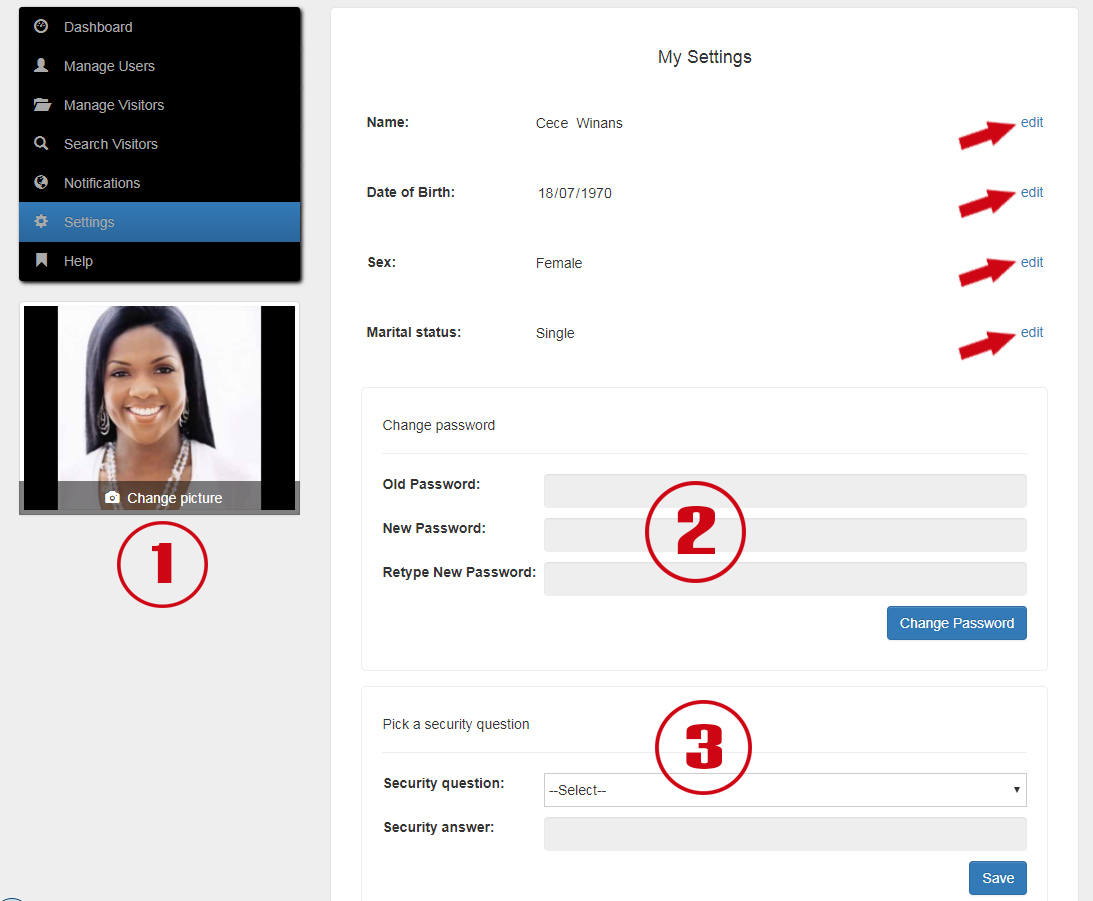 Dashboard
Manage Users
Manage Visitors
Search Visitors
Notifications
Settings
Help
Change picture
1
My Settings
Name: Cece Winans edit
Date of Birth: 18/07/1970 edit
Sex: Female edit
Marital status: Single edit
Change password
Old Password:
New Password:
2
Retype New Password:
Change Password
Pick a security question
3
Security question: --Select--
Security answer:
Save